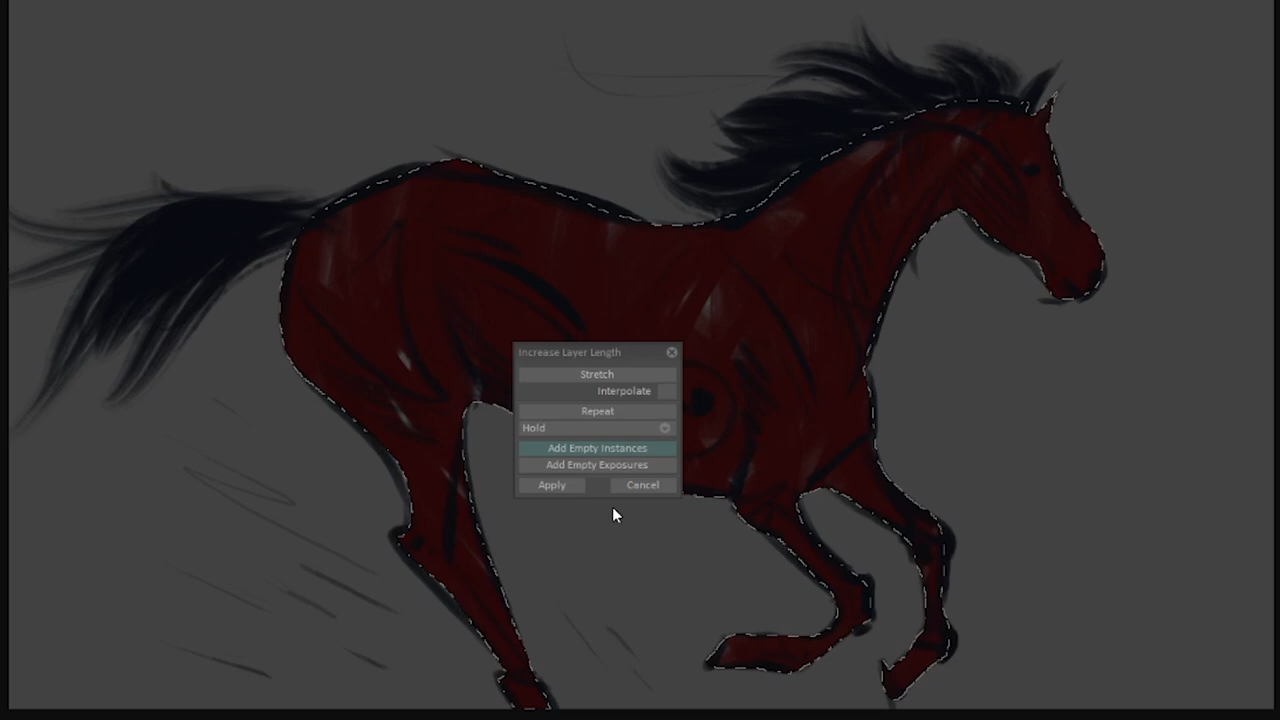 Increase Layer Length
Stretch
Interpolate
Repeat
Hold
Add Empty Instances
Add Empty Exposures
Apply
Cancel